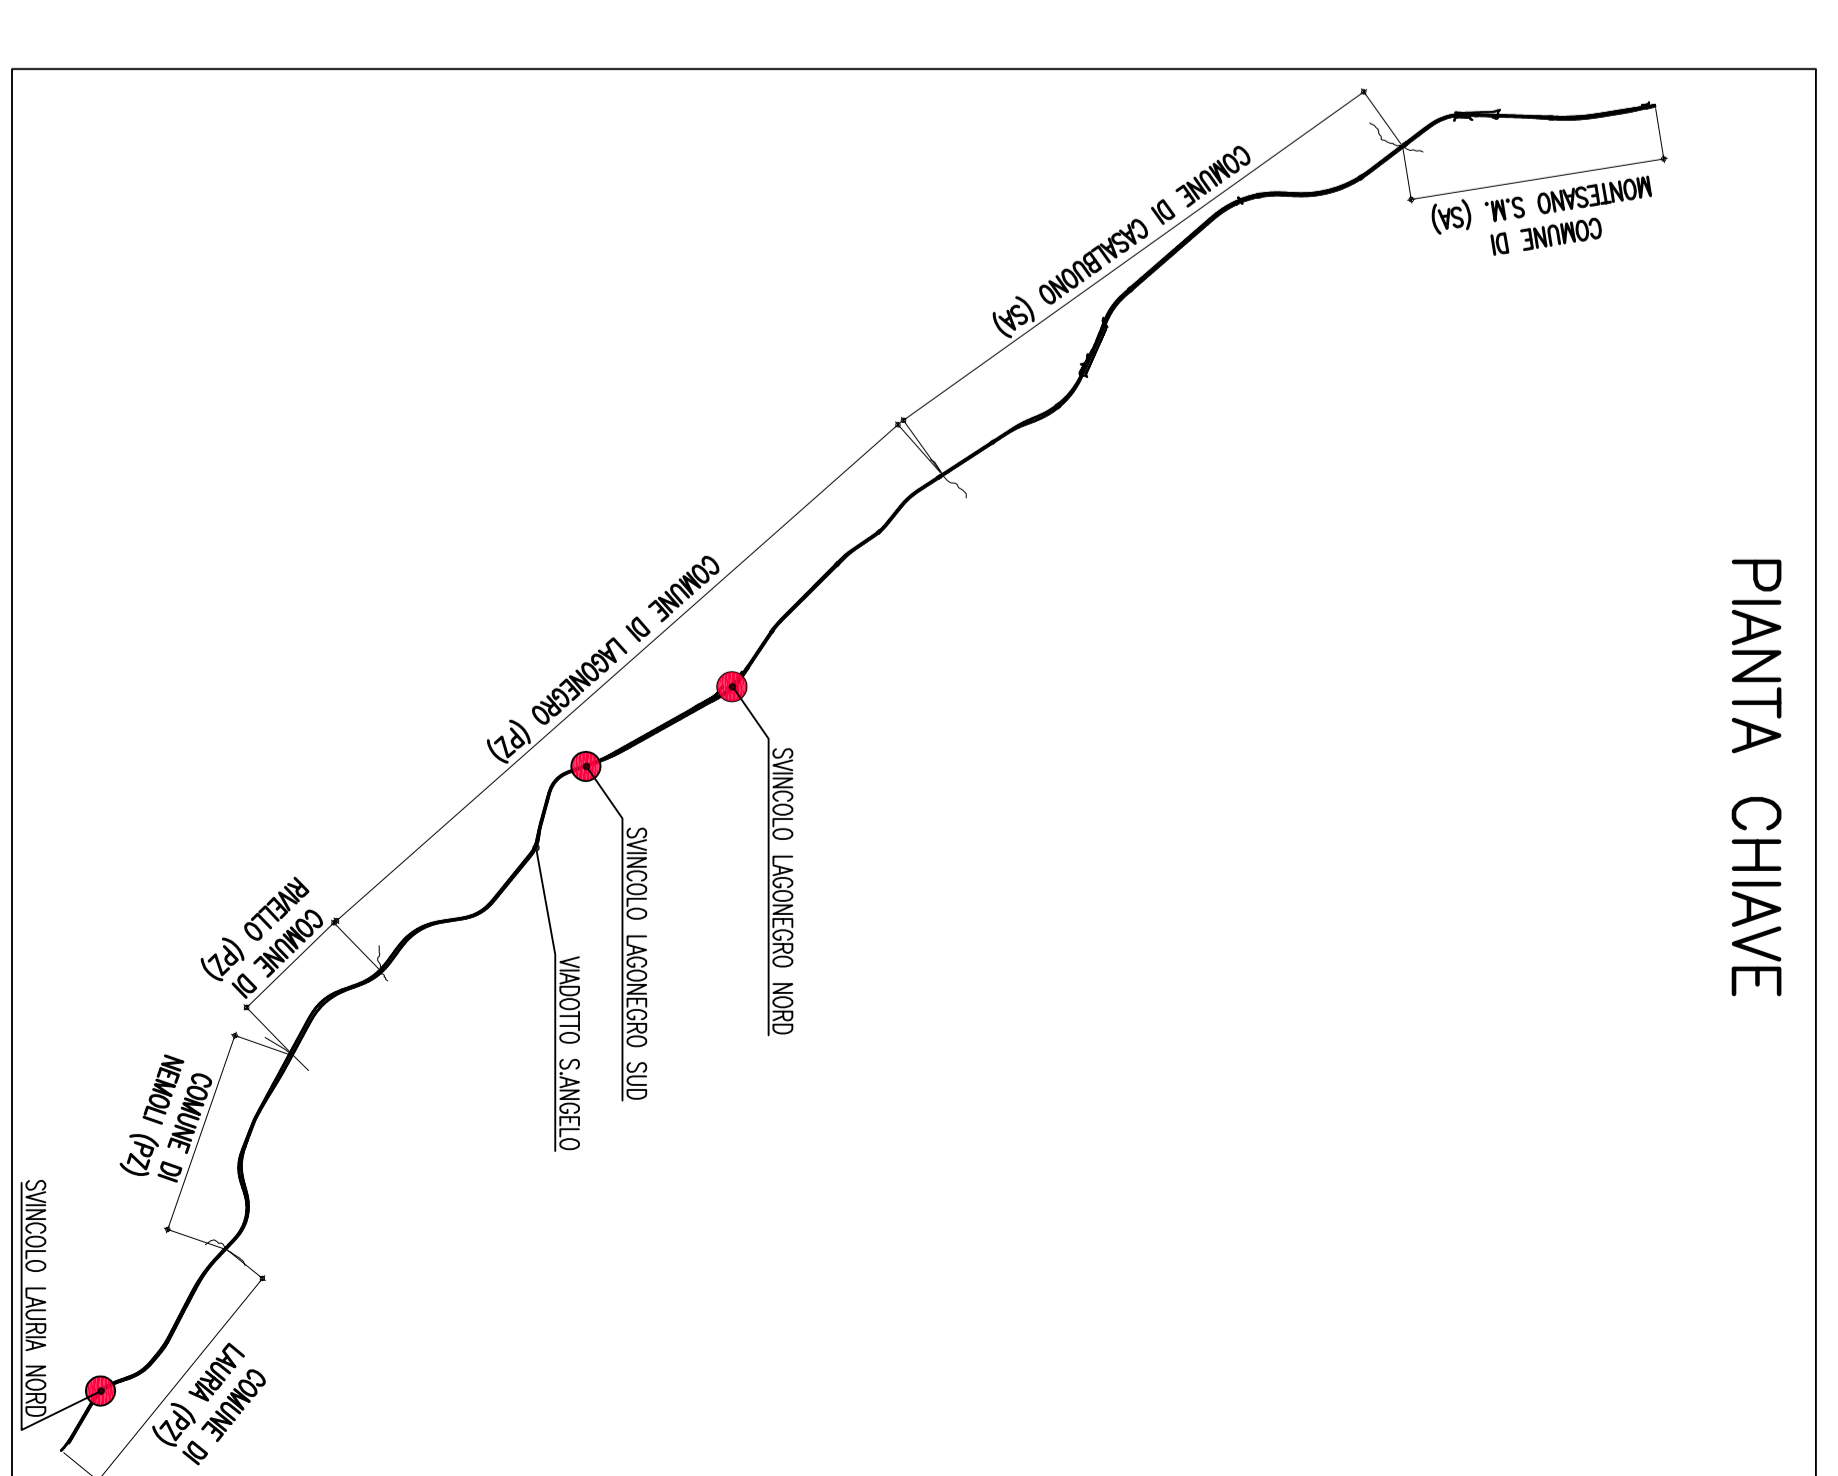 PIANTA CHIAVE
COMUNE DI
MONTESANO S.M. (SA)
COMUNE DI CASALBUONO (SA)
COMUNE DI LAGONEGRO (PZ)
SVINCOLO LAGONEGRO NORD
SVINCOLO LAGONEGRO SUD
VIADOTTO S.ANGELO
COMUNE DI
RIVELLO (PZ)
COMUNE DI
NEMOLI (PZ)
COMUNE DI
LAURIA (PZ)
SVINCOLO LAURIA NORD